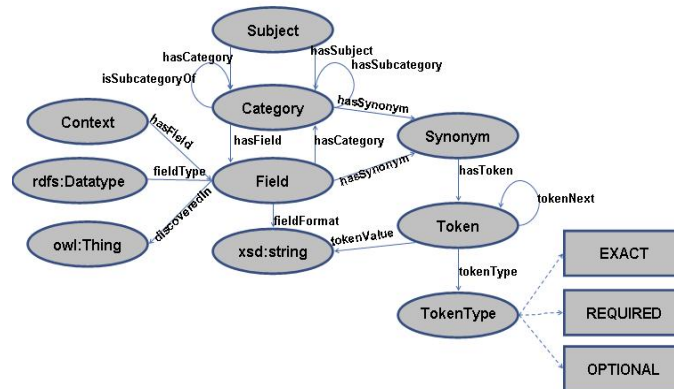 Subject
hasCategory
hasSubject
hasSubcategory
isSubcategoryOf
Category
hasSynonym
Context
hasField
hasField
hasCategory
Synonym
rdfs:Datatype
fieldType
Field
hasSynonym
hasToken
tokenNext
discoveredIn
fieldFormat
owl:Thing
xsd:string
tokenValue
Token
EXACT
tokenType
TokenType
REQUIRED
OPTIONAL